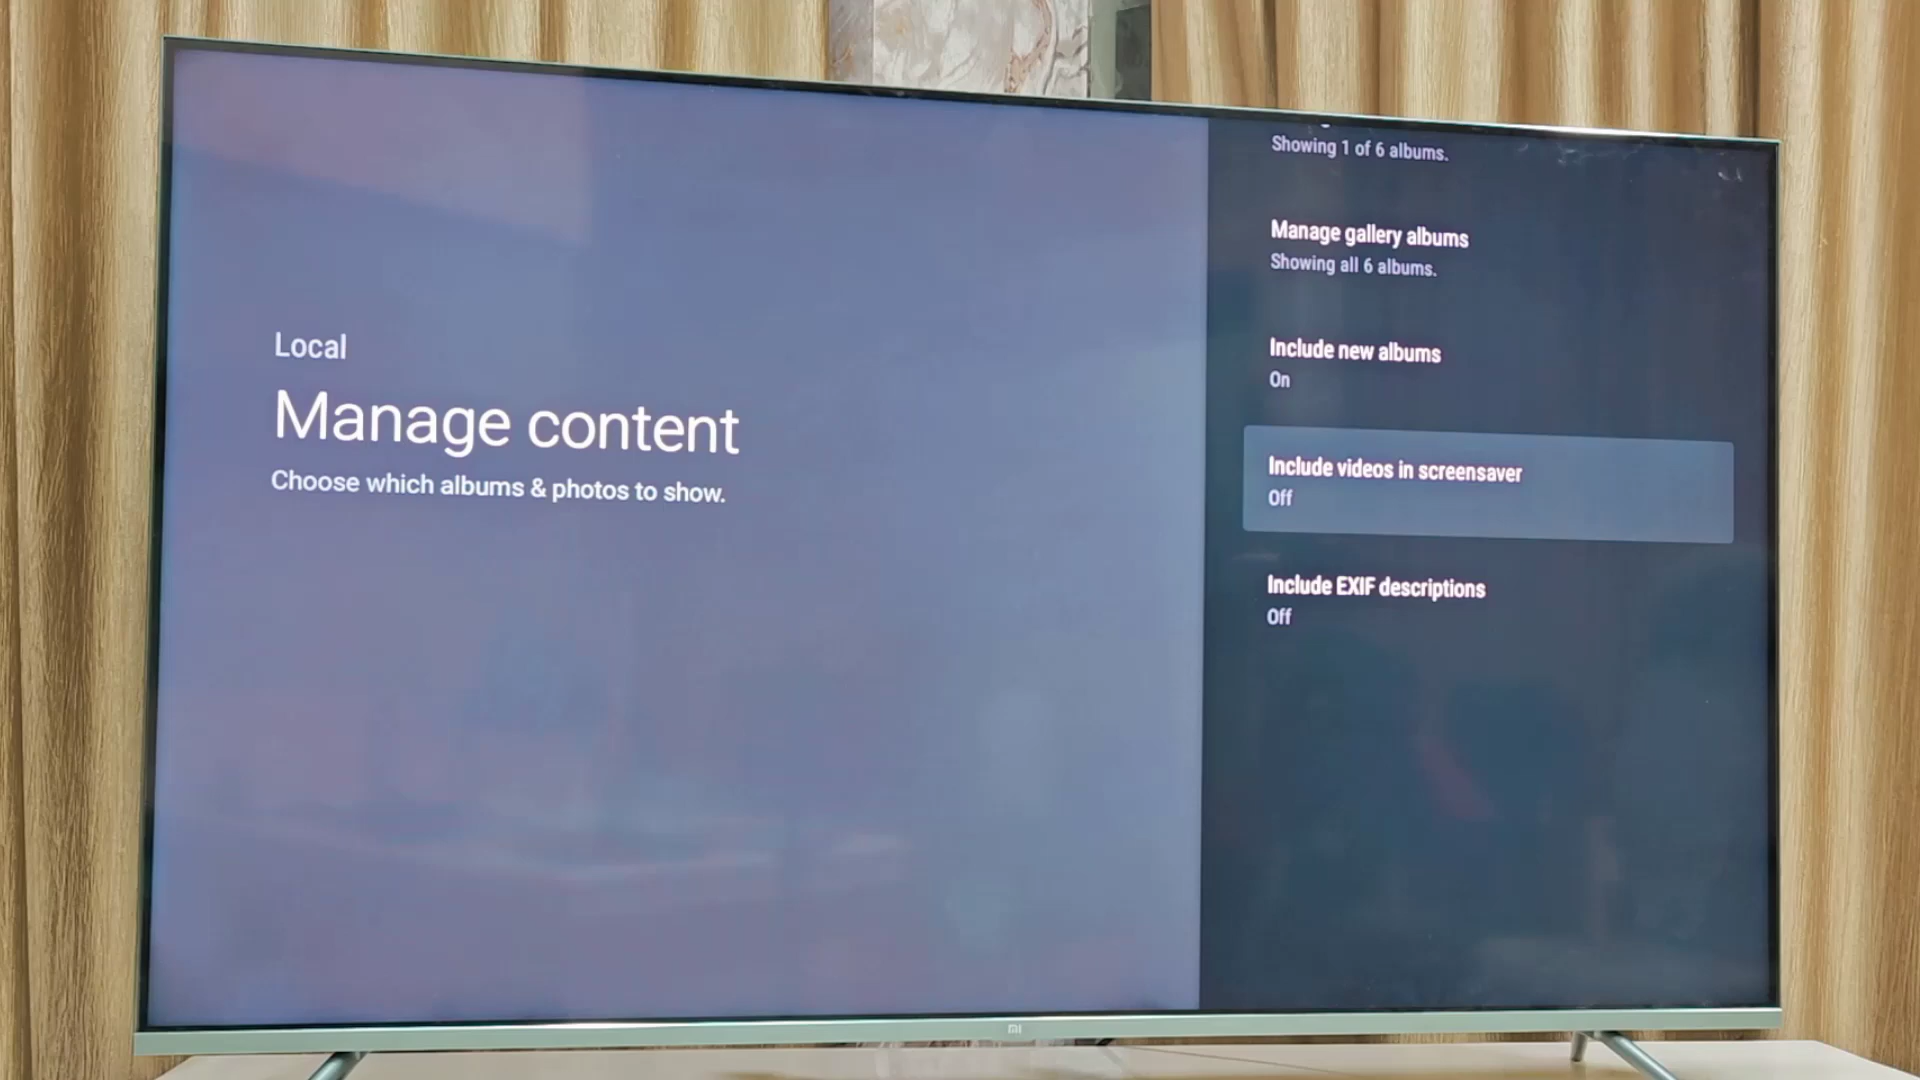 Local
Manage content
Choose which albums & photos to show.
Showing 1 of 6 albums.
Manage gallery albums
Showing all 6 albums.
Include new albums
On
Include videos in screensaver
Off
Include EXIF descriptions
Off
mi